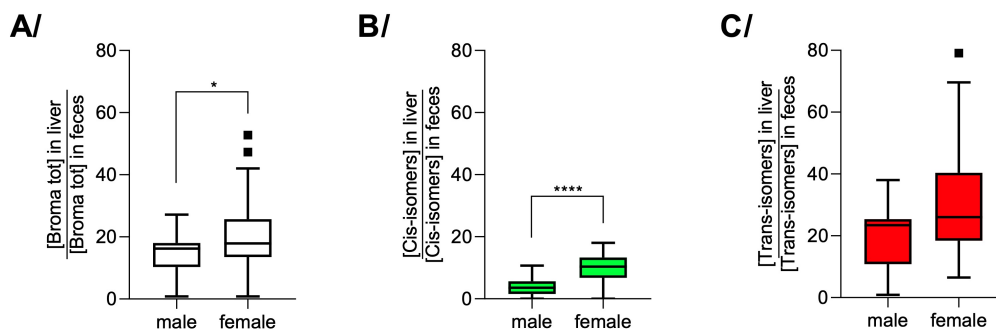 A/
B/
C/
[Broma tot] in liver
[Broma tot] in feces
80
60
40
20
0
*
male
female
[Cis-isomers] in liver
[Cis-isomers] in feces
80
60
40
20
0
****
male
female
[Trans-isomers] in liver
[Trans-isomers] in feces
80
60
40
20
0
male
female